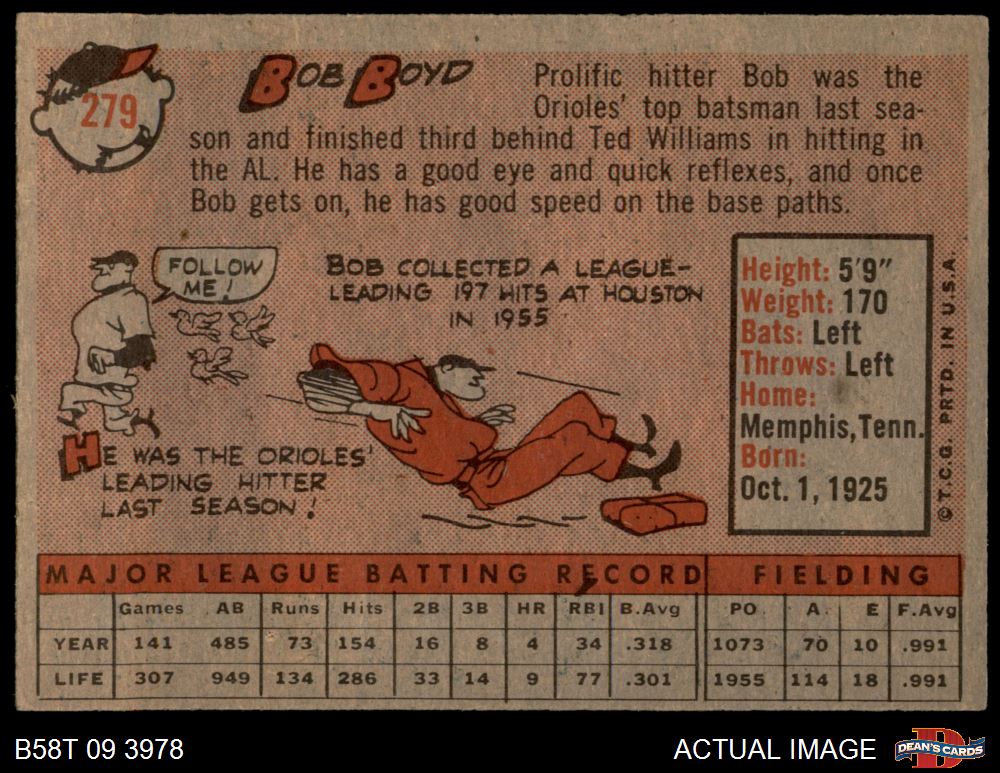 279
BOB BOYD
Prolific hitter Bob was the
Orioles' top batsman last sea-
son and finished third behind Ted Williams in hitting in
the AL. He has a good eye and quick reflexes, and once
Bob gets on, he has good speed on the base paths.
FOLLOW
ME!
BOB COLLECTED A LEAGUE-
LEADING 197 HITS AT HOUSTON
IN 1955
HE WAS THE ORIOLES'
LEADING HITTER
LAST SEASON!
Height: 5'9"
Weight: 170
Bats: Left
Throws: Left
Home:
Memphis, Tenn.
Born:
Oct. 1, 1925
© T.C.G. PRTD. IN U.S.A.
MAJOR LEAGUE BATTING RECORD FIELDING
Games AB Runs Hits 2B 3B HR RBI B.Avg PO. A. E F.Avg
YEAR 141 485 73 154 16 8 4 34 .318 1073 70 10 .991
LIFE 307 949 134 286 33 14 9 77 .301 1955 114 18 .991
B58T 09 3978
ACTUAL IMAGE
D
DEAN'S CARDS